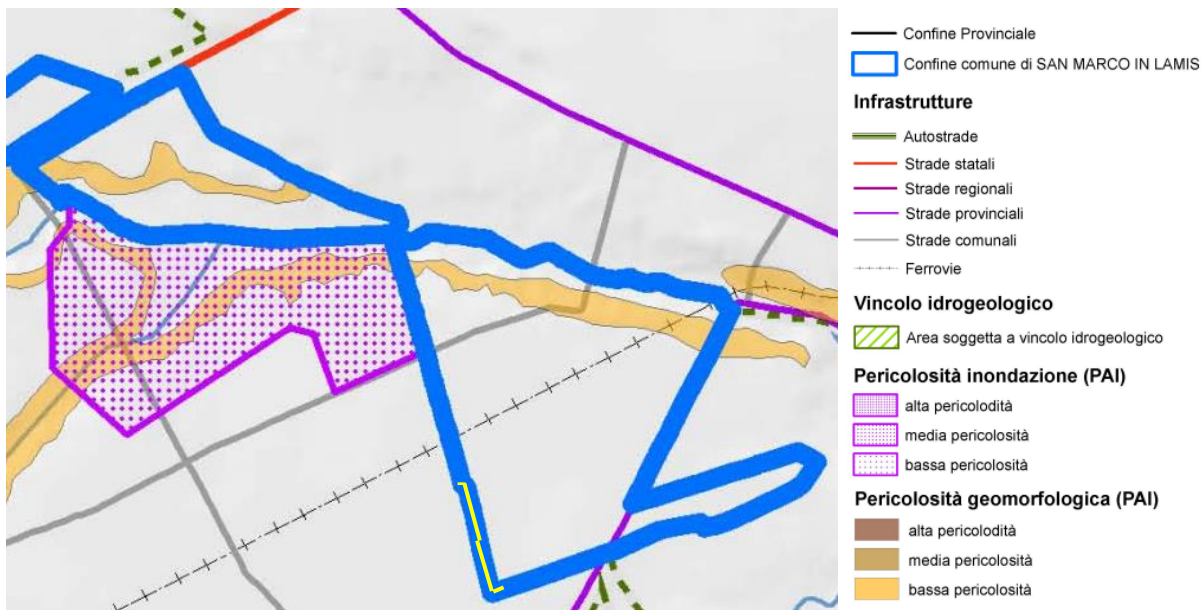 Confine Provinciale
Confine comune di SAN MARCO IN LAMIS
Infrastrutture
Autostrade
Strade statali
Strade regionali
Strade provinciali
Strade comunali
Ferrovie
Vincolo idrogeologico
Area soggetta a vincolo idrogeologico
Pericolosità inondazione (PAI)
alta pericolodità
media pericolosità
bassa pericolosità
Pericolosità geomorfologica (PAI)
alta pericolodità
media pericolosità
bassa pericolosità